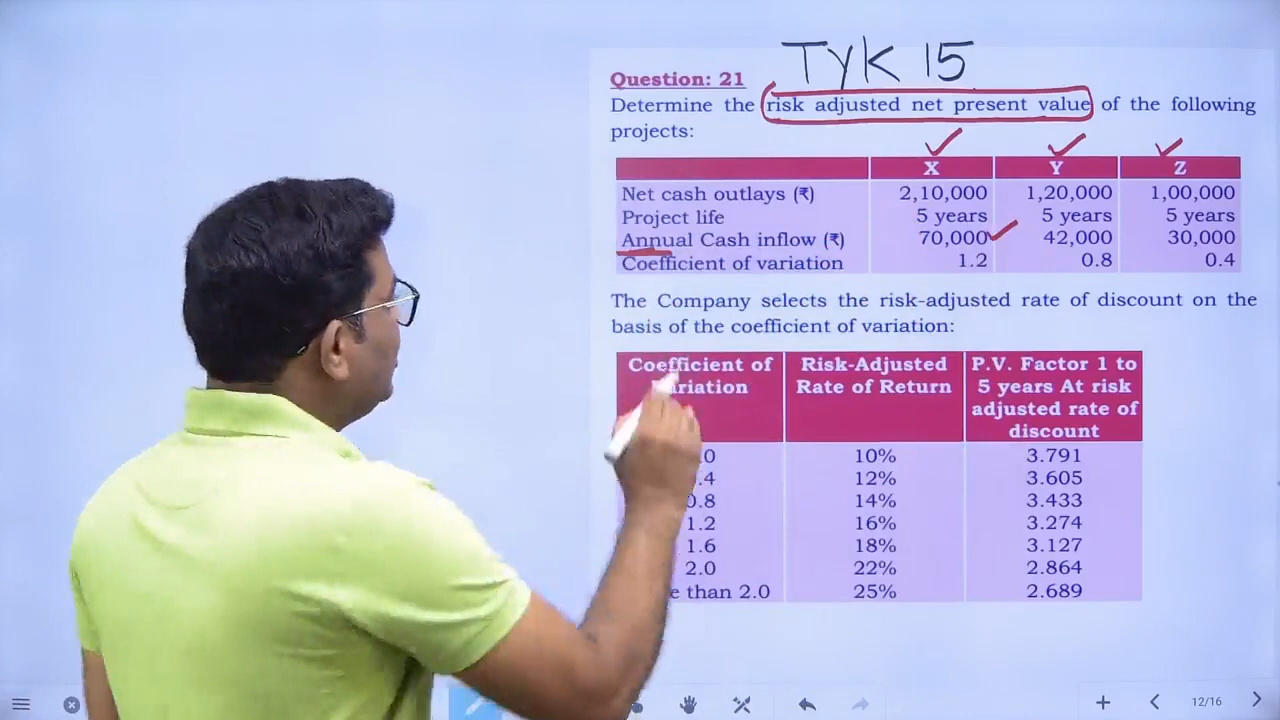 TYK 15
Question: 21
Determine the risk adjusted net present value of the following
projects:
X Y Z
Net cash outlays (₹) 2,10,000 1,20,000 1,00,000
Project life 5 years 5 years 5 years
Annual Cash inflow (₹) 70,000 42,000 30,000
Coefficient of variation 1.2 0.8 0.4
The Company selects the risk-adjusted rate of discount on the
basis of the coefficient of variation:
Coefficient of Risk-Adjusted P.V. Factor 1 to
Rate of Return 5 years At risk
adjusted rate of
discount
10% 3.791
12% 3.605
0.8 14% 3.433
1.2 16% 3.274
1.6 18% 3.127
2.0 22% 2.864
than 2.0 25% 2.689
12/16